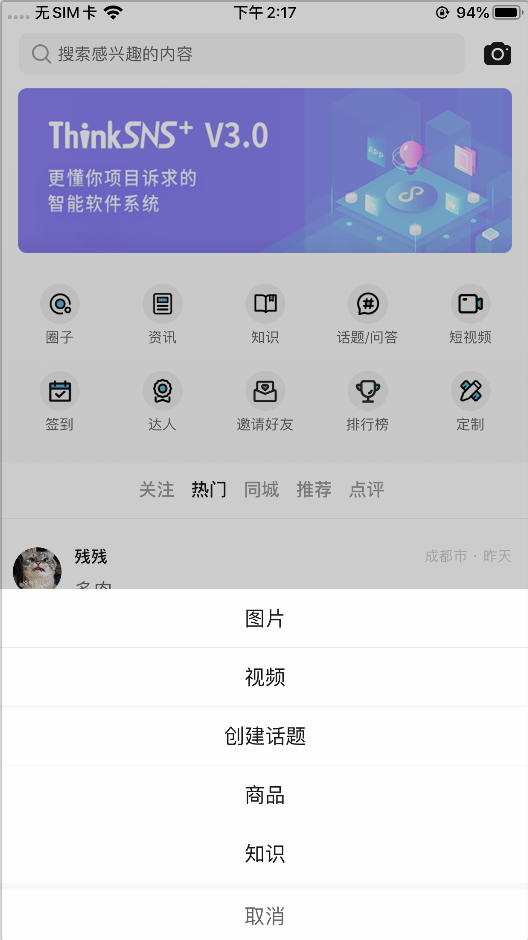 无SIM卡 下午2:17 94%
搜索感兴趣的内容
ThinkSNS+ V3.0
更懂你项目诉求的
智能软件系统
APP
圈子 资讯 知识 话题/问答 短视频
签到 达人 邀请好友 排行榜 定制
关注 热门 同城 推荐 点评
残残 成都市 · 昨天
多肉
图片
视频
创建话题
商品
知识
取消